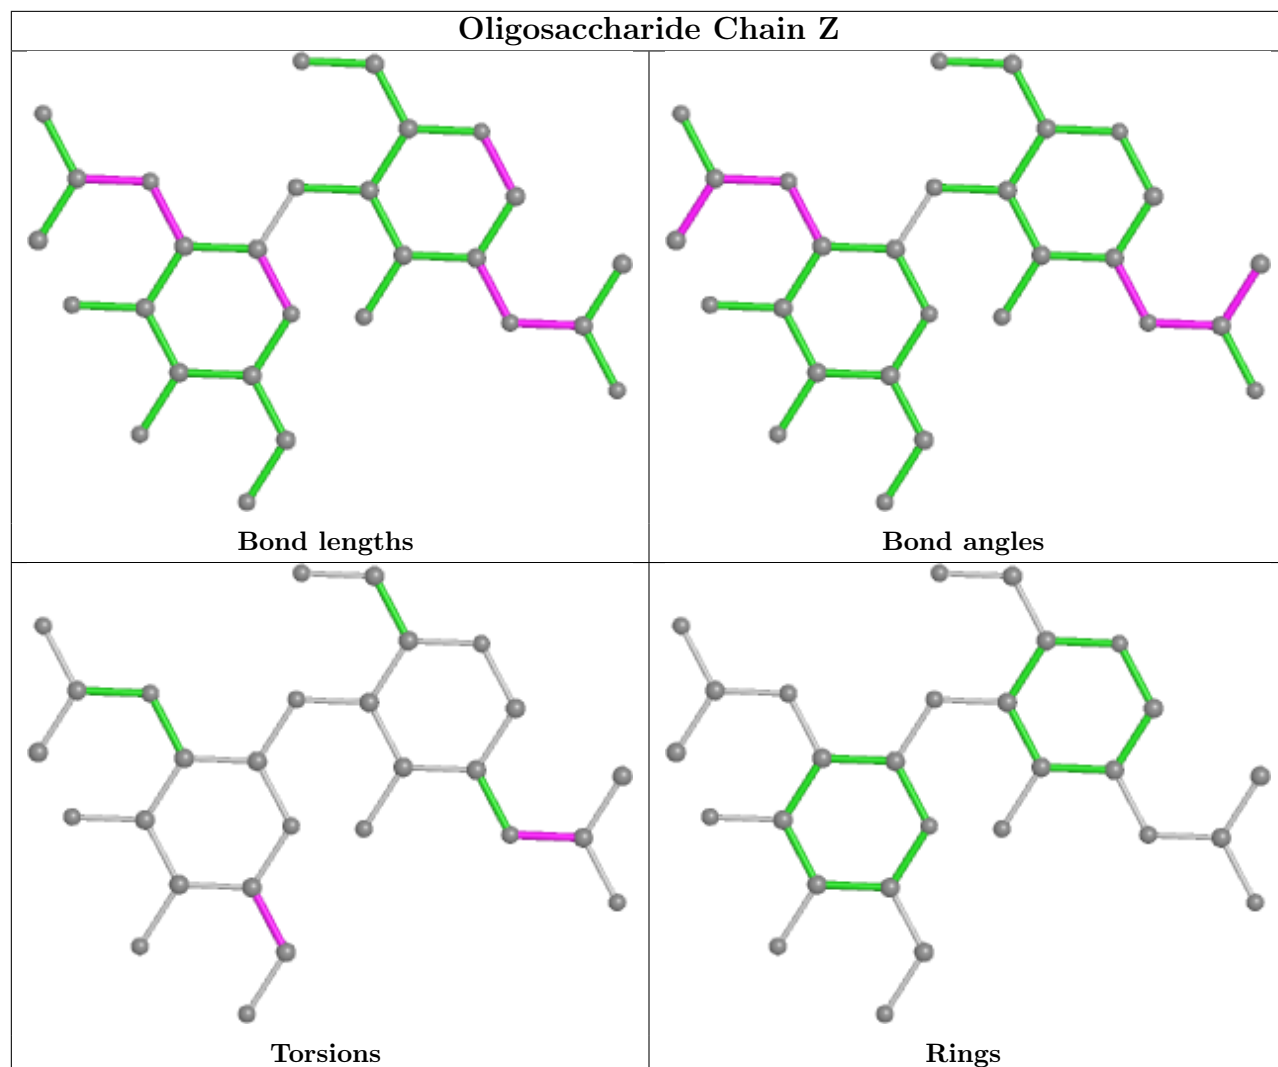 Oligosaccharide Chain Z
Bond lengths
Bond angles
Torsions
Rings